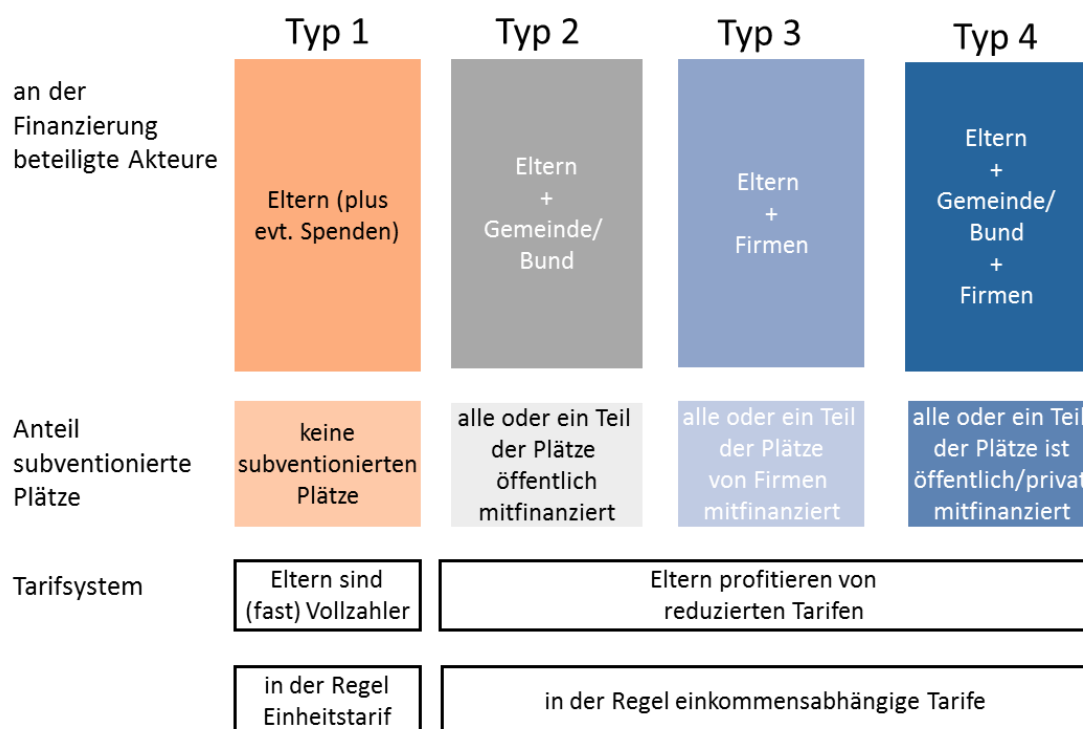 Typ 1
Typ 2
Typ 3
Typ 4
an der
Finanzierung
beteiligte Akteure
Eltern (plus
evt. Spenden)
Eltern
+
Gemeinde/
Bund
Eltern
+
Firmen
Eltern
+
Gemeinde/
Bund
+
Firmen
Anteil
subventionierte
Plätze
keine
subventionierten
Plätze
alle oder ein Teil
der Plätze
öffentlich
mitfinanziert
alle oder ein Teil
der Plätze
von Firmen
mitfinanziert
alle oder ein Teil
der Plätze ist
öffentlich/privat
mitfinanziert
Tarifsystem
Eltern sind
(fast) Vollzahler
Eltern profitieren von
reduzierten Tarifen
in der Regel
Einheitstarif
in der Regel einkommensabhängige Tarife